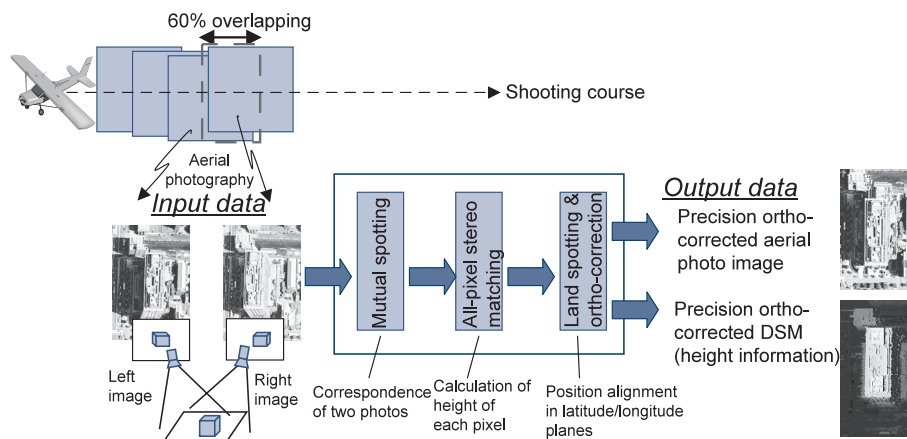 60% overlapping
Shooting course
Aerial
photography
Input data
Output data
Mutual spotting
All-pixel stereo
matching
Land spotting &
ortho-correction
Precision ortho-
corrected aerial
photo image
Precision ortho-
corrected DSM
(height information)
Left
image
Right
image
Correspondence
of two photos
Calculation of
height of
each pixel
Position alignment
in latitude/longitude
planes